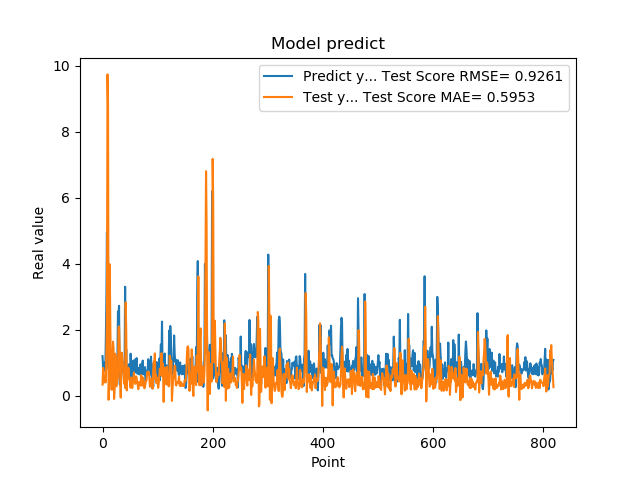 Model predict
Predict y... Test Score RMSE= 0.9261
Test y... Test Score MAE= 0.5953
Real value
10
8
6
4
2
0
0 200 400 600 800
Point